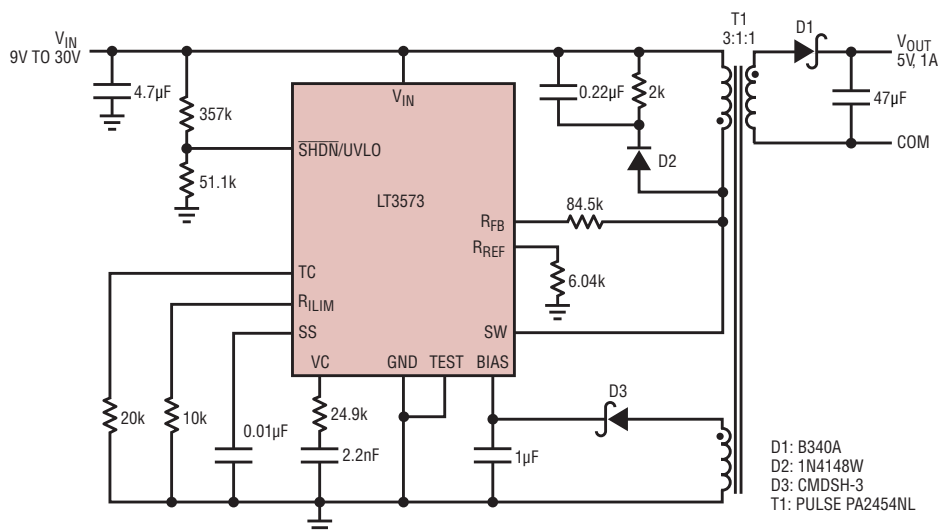 T1
3:1:1
D1
VIN
9V TO 30V
VOUT
5V, 1A
4.7µF
357k
VIN
0.22µF
2k
47µF
SHDN/UVLO
COM
D2
51.1k
LT3573
84.5k
RFB
RREF
6.04k
TC
RILIM
SS
SW
VC
GND
TEST
BIAS
D3
20k
10k
0.01µF
24.9k
2.2nF
1µF
D1: B340A
D2: 1N4148W
D3: CMDSH-3
T1: PULSE PA2454NL